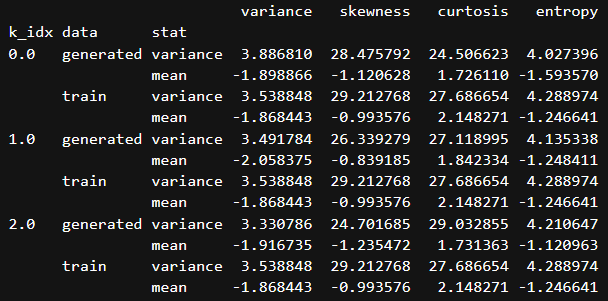 variance skewness curtosis entropy
k_idx data stat
0.0 generated variance 3.886810 28.475792 24.506623 4.027396
mean -1.898866 -1.120628 1.726110 -1.593570
train variance 3.538848 29.212768 27.686654 4.288974
mean -1.868443 -0.993576 2.148271 -1.246641
1.0 generated variance 3.491784 26.339279 27.118995 4.135338
mean -2.058375 -0.839185 1.842334 -1.248411
train variance 3.538848 29.212768 27.686654 4.288974
mean -1.868443 -0.993576 2.148271 -1.246641
2.0 generated variance 3.330786 24.701685 29.032855 4.210647
mean -1.916735 -1.235472 1.731363 -1.120963
train variance 3.538848 29.212768 27.686654 4.288974
mean -1.868443 -0.993576 2.148271 -1.246641